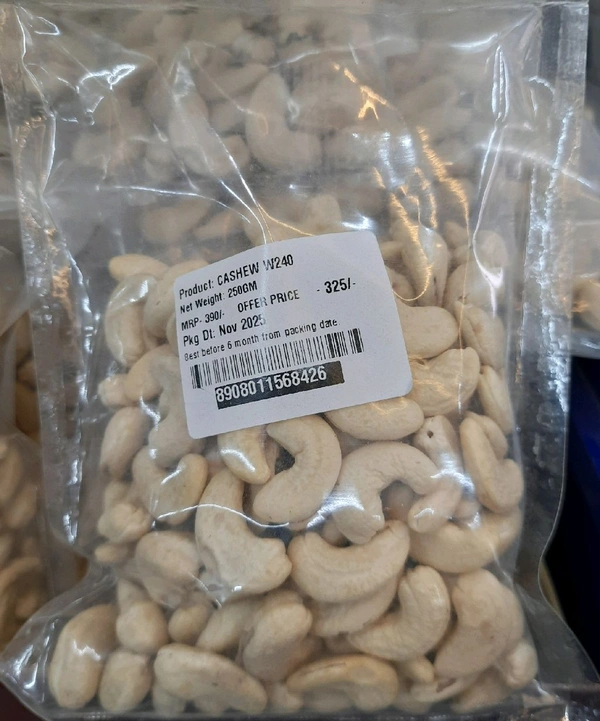 Product: CASHEW W240
Net Weight: 250GM
MRP- 390/- OFFER PRICE - 325/-
Pkg Dt: Nov 2025
Best before 6 month from packing date
8908011568426